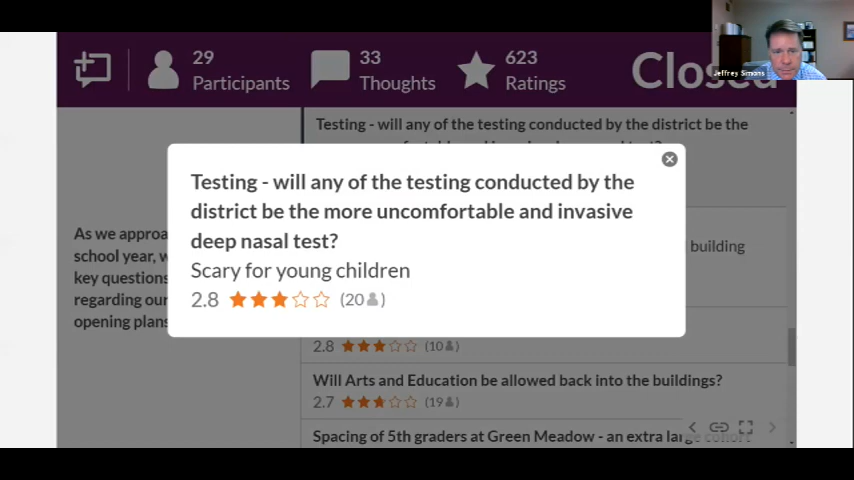 29
Participants
33
Thoughts
623
Ratings
Closed
Jeffrey Simons
Testing - will any of the testing conducted by the district be the
Testing - will any of the testing conducted by the
district be the more uncomfortable and invasive
deep nasal test?
Scary for young children
2.8 (20)
As we approa
school year, w
key questions
regarding our
opening plans
building
2.8 (10)
Will Arts and Education be allowed back into the buildings?
2.7 (19)
Spacing of 5th graders at Green Meadow - an extra large cohort